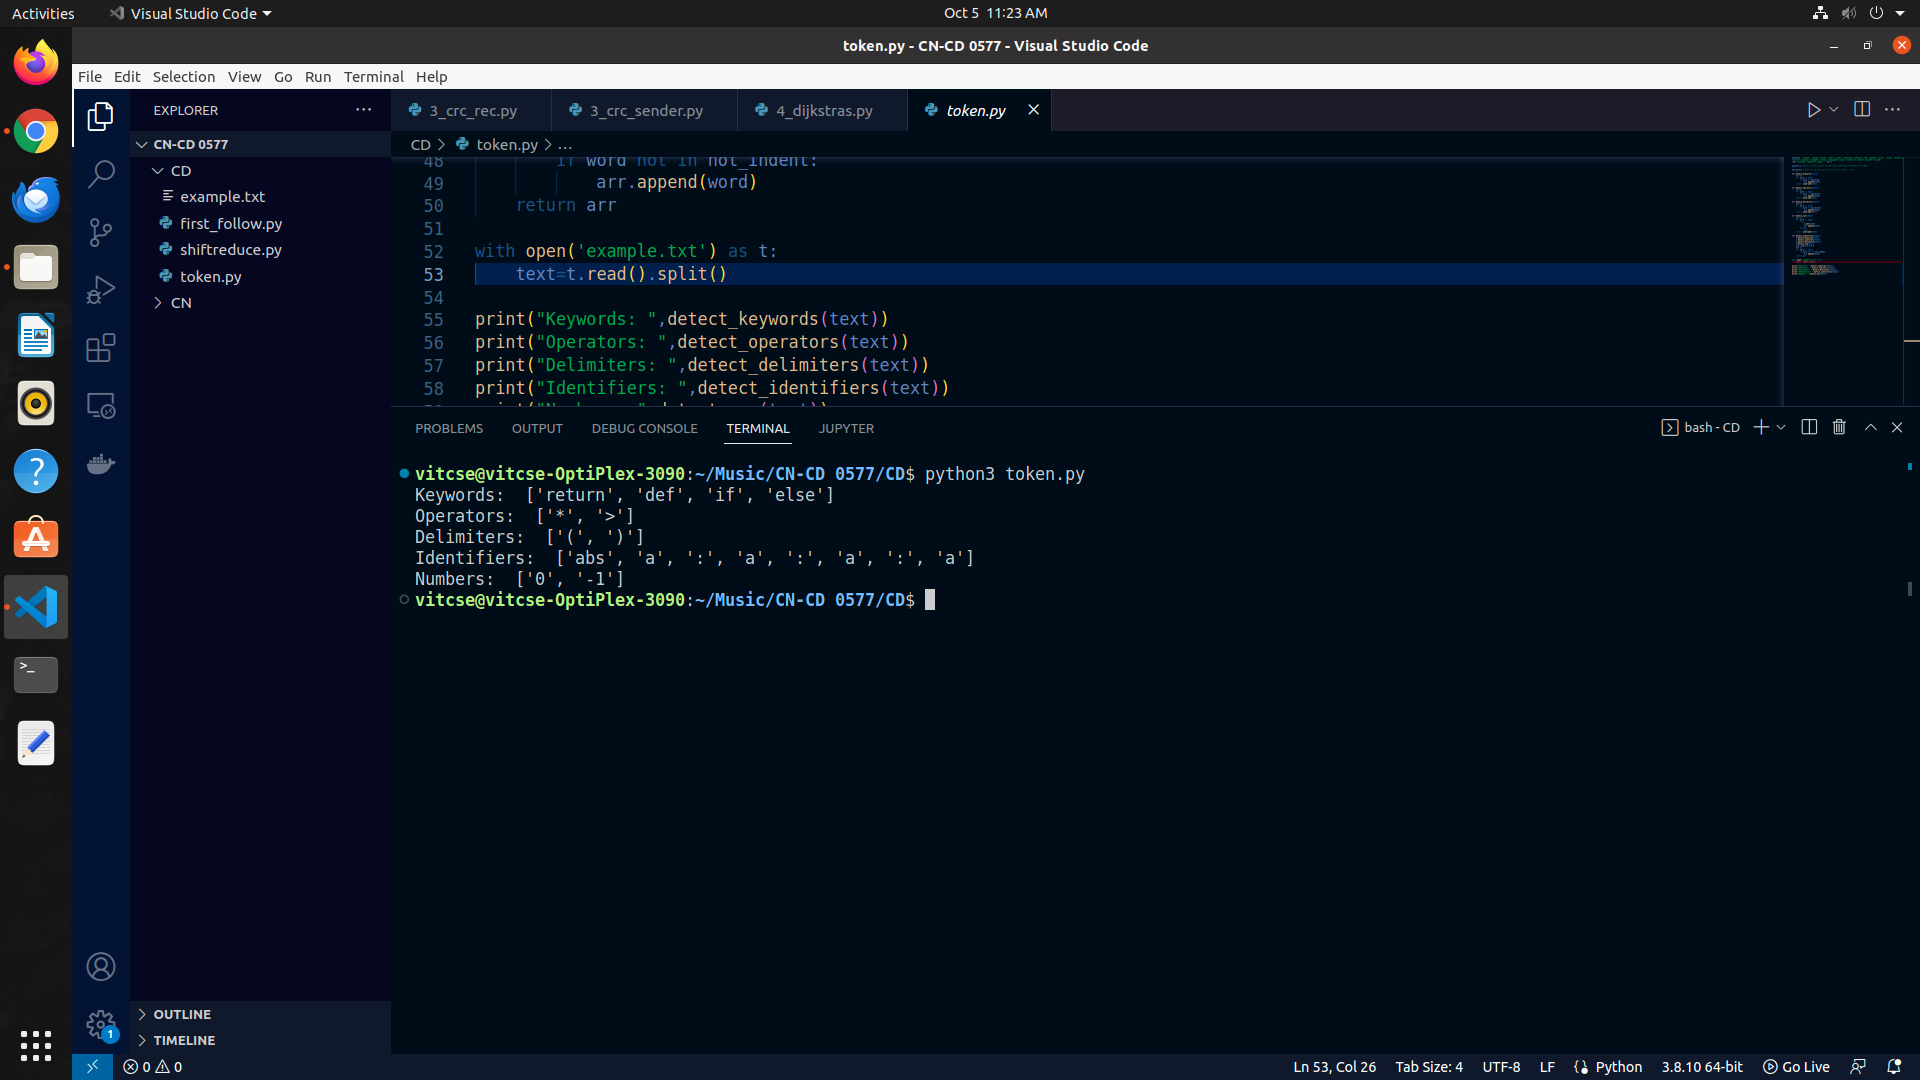 Activities
Visual Studio Code
Oct 5 11:23 AM
token.py - CN-CD 0577 - Visual Studio Code
File Edit Selection View Go Run Terminal Help
EXPLORER
CN-CD 0577
CD
example.txt
first_follow.py
shiftreduce.py
token.py
CN
OUTLINE
TIMELINE
3_crc_rec.py
3_crc_sender.py
4_dijkstras.py
token.py
CD > token.py > ...
48 if word not in not_indent:
49 arr.append(word)
50 return arr
51
52 with open('example.txt') as t:
53 text=t.read().split()
54
55 print("Keywords: ",detect_keywords(text))
56 print("Operators: ",detect_operators(text))
57 print("Delimiters: ",detect_delimiters(text))
58 print("Identifiers: ",detect_identifiers(text))
PROBLEMS OUTPUT DEBUG CONSOLE TERMINAL JUPYTER
bash - CD
vitcse@vitcse-OptiPlex-3090:~/Music/CN-CD 0577/CD$ python3 token.py
Keywords:  ['return', 'def', 'if', 'else']
Operators:  ['*', '>']
Delimiters:  ['(', ')']
Identifiers:  ['abs', 'a', ':', 'a', ':', 'a', ':', 'a']
Numbers:  ['0', '-1']
vitcse@vitcse-OptiPlex-3090:~/Music/CN-CD 0577/CD$
1
0 0
Ln 53, Col 26
Tab Size: 4
UTF-8
LF
Python
3.8.10 64-bit
Go Live